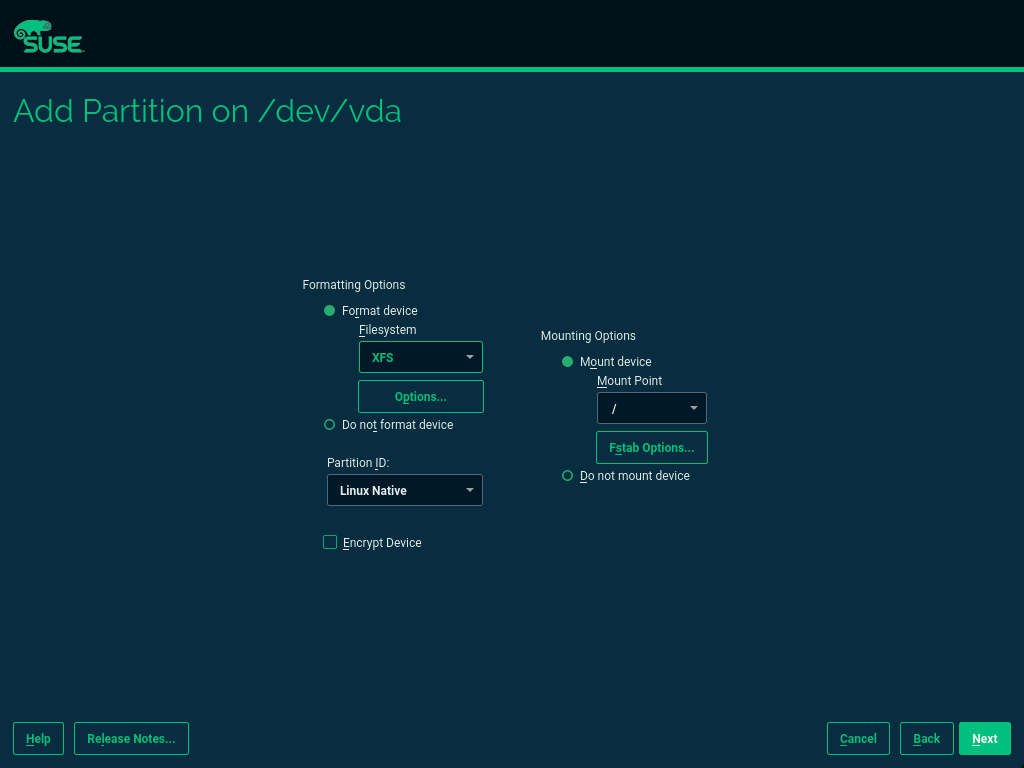 SUSE
Add Partition on /dev/vda
Formatting Options
Format device
Filesystem
XFS
Options...
Do not format device
Partition ID:
Linux Native
Encrypt Device
Mounting Options
Mount device
Mount Point
/
Fstab Options...
Do not mount device
Help
Release Notes...
Cancel
Back
Next